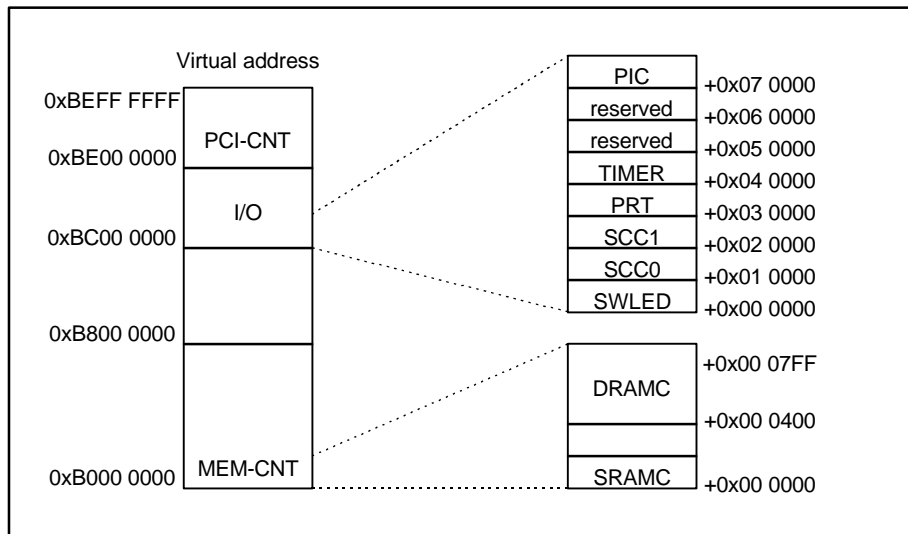 Virtual address
0xBEFF FFFF
PCI-CNT
0xBE00 0000
I/O
0xBC00 0000
0xB800 0000
MEM-CNT
0xB000 0000
PIC
+0x07 0000
reserved
+0x06 0000
reserved
+0x05 0000
TIMER
+0x04 0000
PRT
+0x03 0000
SCC1
+0x02 0000
SCC0
+0x01 0000
SWLED
+0x00 0000
+0x00 07FF
DRAMC
+0x00 0400
SRAMC
+0x00 0000